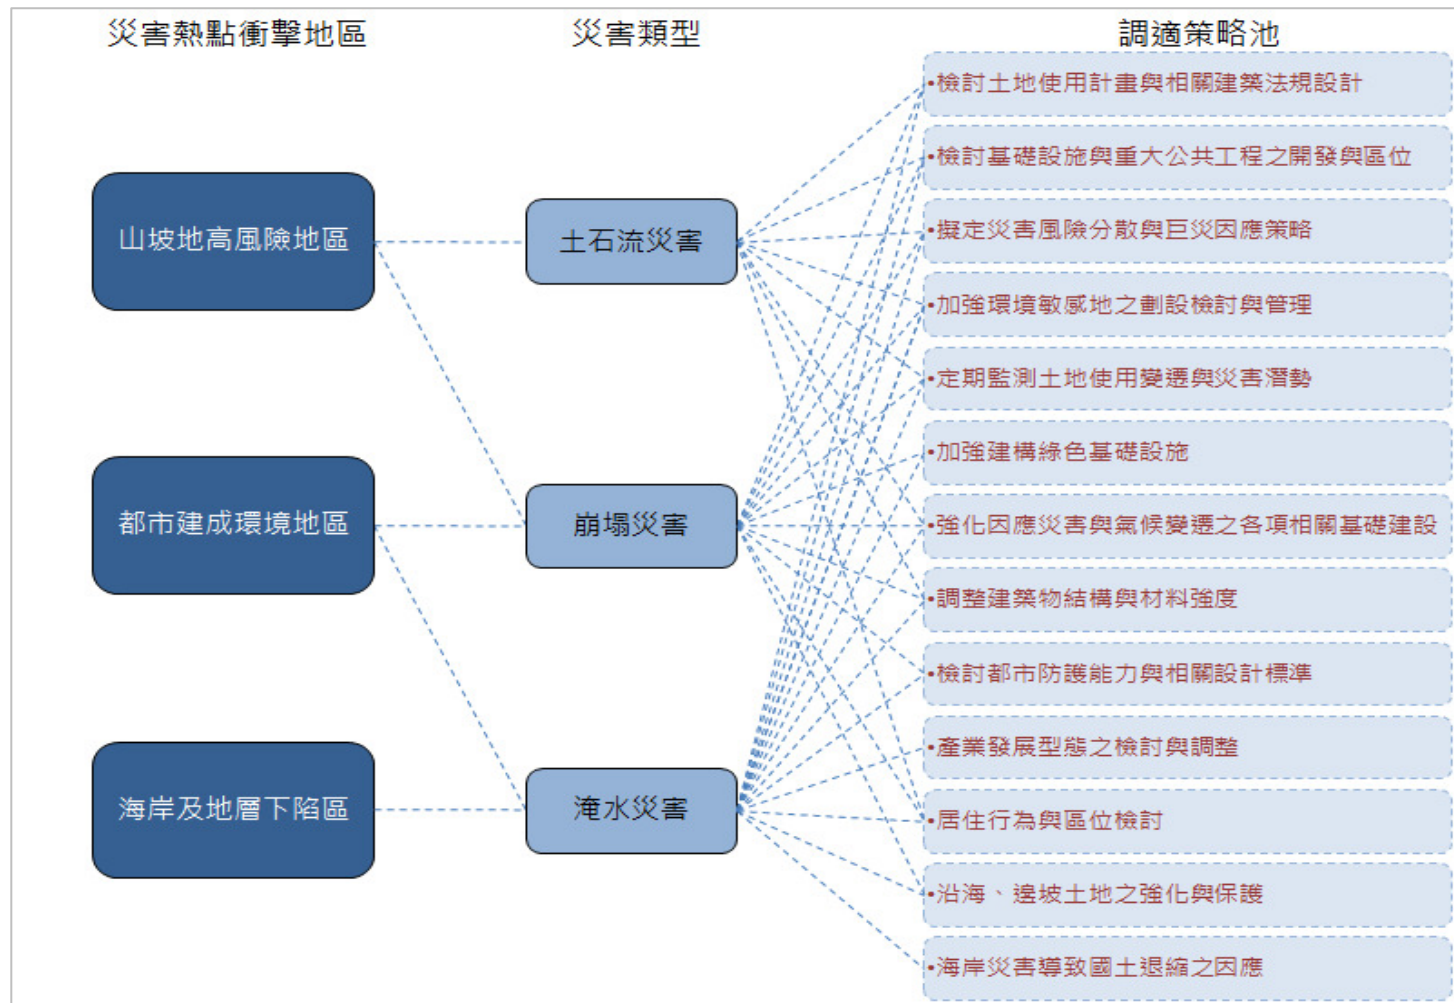 災害熱點衝擊地區
災害類型
調適策略池
山坡地高風險地區
都市建成環境地區
海岸及地層下陷區
土石流災害
崩塌災害
淹水災害
•檢討土地使用計畫與相關建築法規設計
•檢討基礎設施與重大公共工程之開發與區位
•擬定災害風險分散與巨災因應策略
•加強環境敏感地之劃設檢討與管理
•定期監測土地使用變遷與災害潛勢
•加強建構綠色基礎設施
•強化因應災害與氣候變遷之各項相關基礎建設
•調整建築物結構與材料強度
•檢討都市防護能力與相關設計標準
•產業發展型態之檢討與調整
•居住行為與區位檢討
•沿海、邊坡土地之強化與保護
•海岸災害導致國土退縮之因應